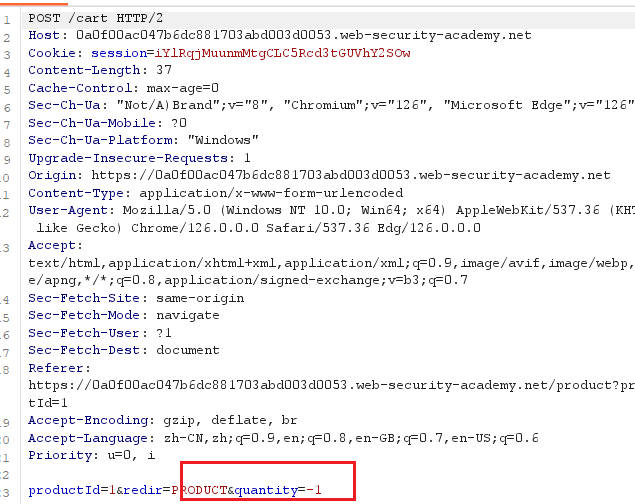 1 POST /cart HTTP/2
2 Host: 0a0f00ac047b6dc881703abd003d0053.web-security-academy.net
3 Cookie: session=iYlRqjMuunmMtgCLC5Rcd3tGUVhY2SOw
4 Content-Length: 37
5 Cache-Control: max-age=0
6 Sec-Ch-Ua: "Not/A)Brand";v="8", "Chromium";v="126", "Microsoft Edge";v="126"
7 Sec-Ch-Ua-Mobile: ?0
8 Sec-Ch-Ua-Platform: "Windows"
9 Upgrade-Insecure-Requests: 1
10 Origin: https://0a0f00ac047b6dc881703abd003d0053.web-security-academy.net
11 Content-Type: application/x-www-form-urlencoded
12 User-Agent: Mozilla/5.0 (Windows NT 10.0; Win64; x64) AppleWebKit/537.36 (KHT
like Gecko) Chrome/126.0.0.0 Safari/537.36 Edg/126.0.0.0
13 Accept:
text/html,application/xhtml+xml,application/xml;q=0.9,image/avif,image/webp,
e/apng,*/*;q=0.8,application/signed-exchange;v=b3;q=0.7
14 Sec-Fetch-Site: same-origin
15 Sec-Fetch-Mode: navigate
16 Sec-Fetch-User: ?1
17 Sec-Fetch-Dest: document
18 Referer:
https://0a0f00ac047b6dc881703abd003d0053.web-security-academy.net/product?pr
tId=1
19 Accept-Encoding: gzip, deflate, br
20 Accept-Language: zh-CN,zh;q=0.9,en;q=0.8,en-GB;q=0.7,en-US;q=0.6
21 Priority: u=0, i
22
23 productId=1&redir=PRODUCT&quantity=-1